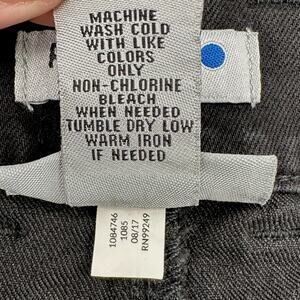 MACHINE
WASH COLD
WITH LIKE
COLORS
ONLY
NON-CHLORINE
BLEACH
WHEN NEEDED
TUMBLE DRY LOW
WARM IRON
IF NEEDED
1084746
1085
08/17
RN99249